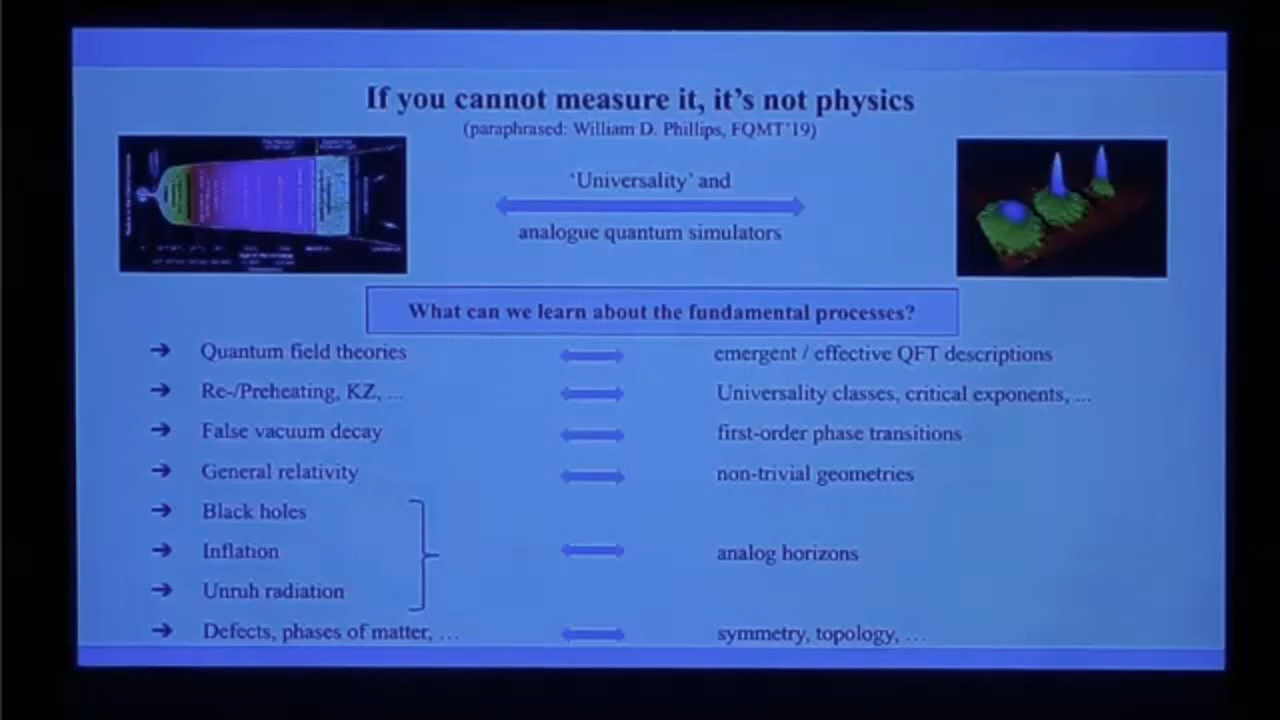 If you cannot measure it, it's not physics
(paraphrased: William D. Phillips, FQMT'19)
'Universality' and
analogue quantum simulators
What can we learn about the fundamental processes?
➔ Quantum field theories emergent / effective QFT descriptions
➔ Re-/Preheating, KZ, ... Universality classes, critical exponents, ...
➔ False vacuum decay first-order phase transitions
➔ General relativity non-trivial geometries
➔ Black holes
➔ Inflation analog horizons
➔ Unruh radiation
➔ Defects, phases of matter, ... symmetry, topology, ...